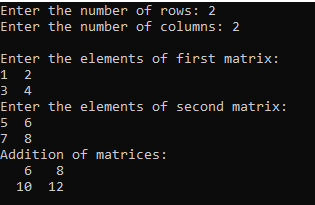 Enter the number of rows: 2
Enter the number of columns: 2
Enter the elements of first matrix:
1  2
3  4
Enter the elements of second matrix:
5  6
7  8
Addition of matrices:
   6   8
  10  12